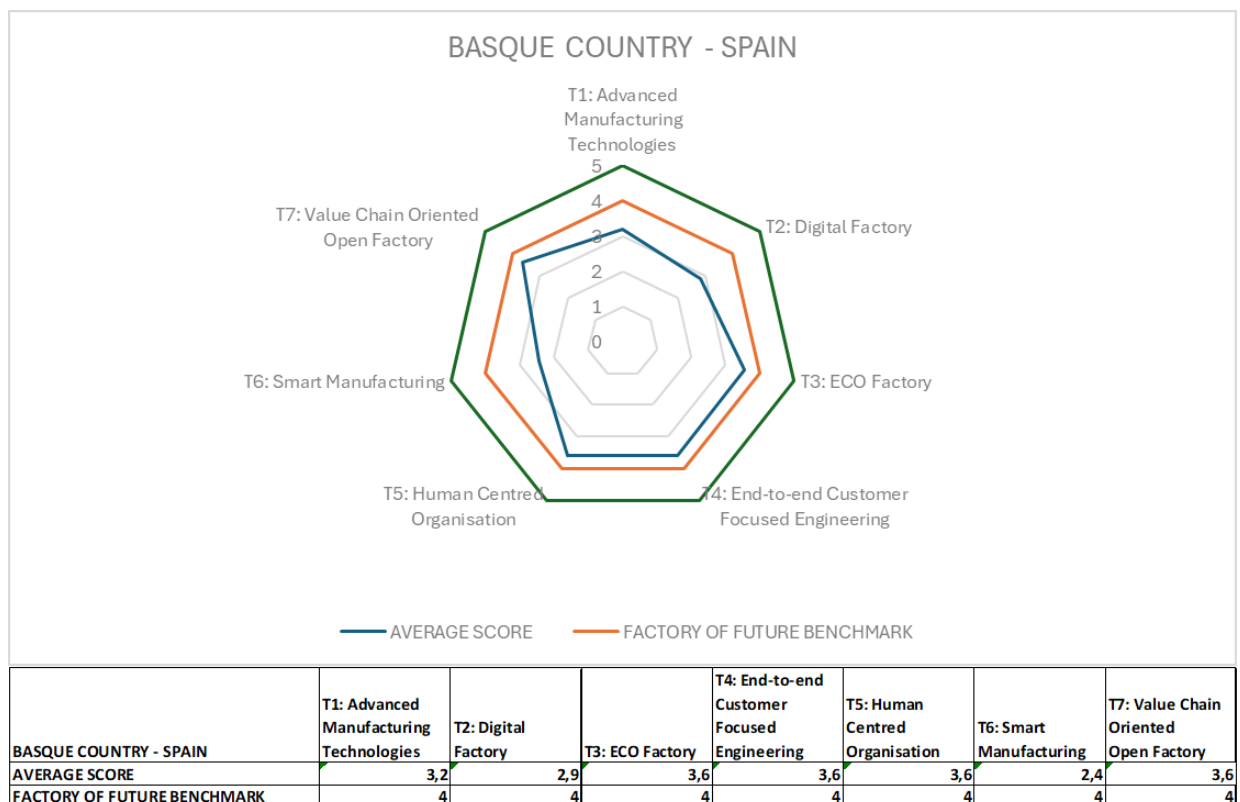 BASQUE COUNTRY - SPAIN
T1: Advanced
Manufacturing
Technologies
5
4
3
2
1
0
T2: Digital Factory
T3: ECO Factory
T4: End-to-end Customer
Focused Engineering
T5: Human Centred
Organisation
T6: Smart Manufacturing
T7: Value Chain Oriented
Open Factory
AVERAGE SCORE
FACTORY OF FUTURE BENCHMARK
BASQUE COUNTRY - SPAIN
T1: Advanced
Manufacturing
Technologies
T2: Digital
Factory
T3: ECO Factory
T4: End-to-end
Customer
Focused
Engineering
T5: Human
Centred
Organisation
T6: Smart
Manufacturing
T7: Value Chain
Oriented
Open Factory
AVERAGE SCORE 3,2 2,9 3,6 3,6 3,6 2,4 3,6
FACTORY OF FUTURE BENCHMARK 4 4 4 4 4 4 4